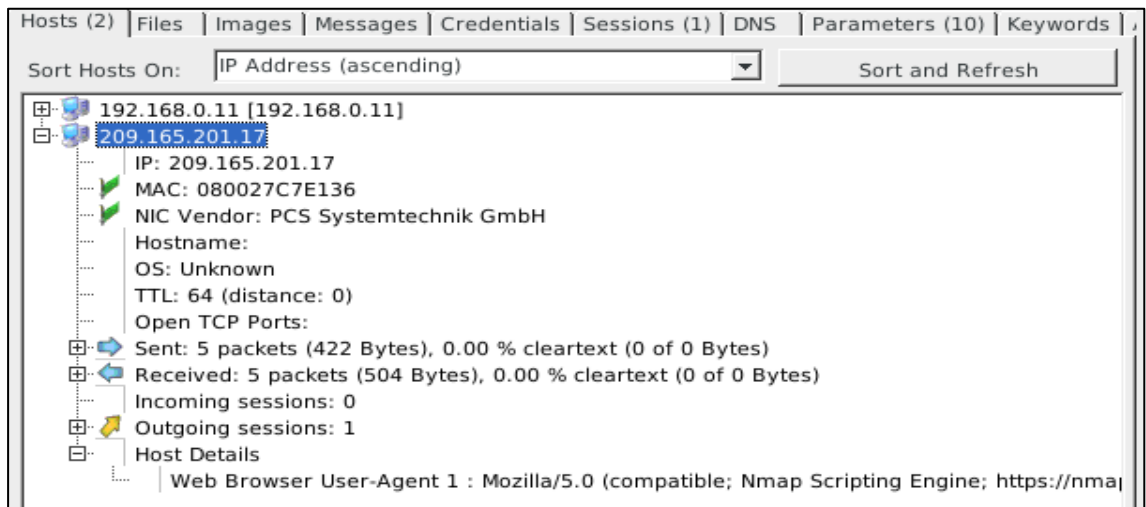 Hosts (2) Files Images Messages Credentials Sessions (1) DNS Parameters (10) Keywords
Sort Hosts On: IP Address (ascending) Sort and Refresh
192.168.0.11 [192.168.0.11]
209.165.201.17
IP: 209.165.201.17
MAC: 080027C7E136
NIC Vendor: PCS Systemtechnik GmbH
Hostname:
OS: Unknown
TTL: 64 (distance: 0)
Open TCP Ports:
Sent: 5 packets (422 Bytes), 0.00 % cleartext (0 of 0 Bytes)
Received: 5 packets (504 Bytes), 0.00 % cleartext (0 of 0 Bytes)
Incoming sessions: 0
Outgoing sessions: 1
Host Details
Web Browser User-Agent 1 : Mozilla/5.0 (compatible; Nmap Scripting Engine; https://nma